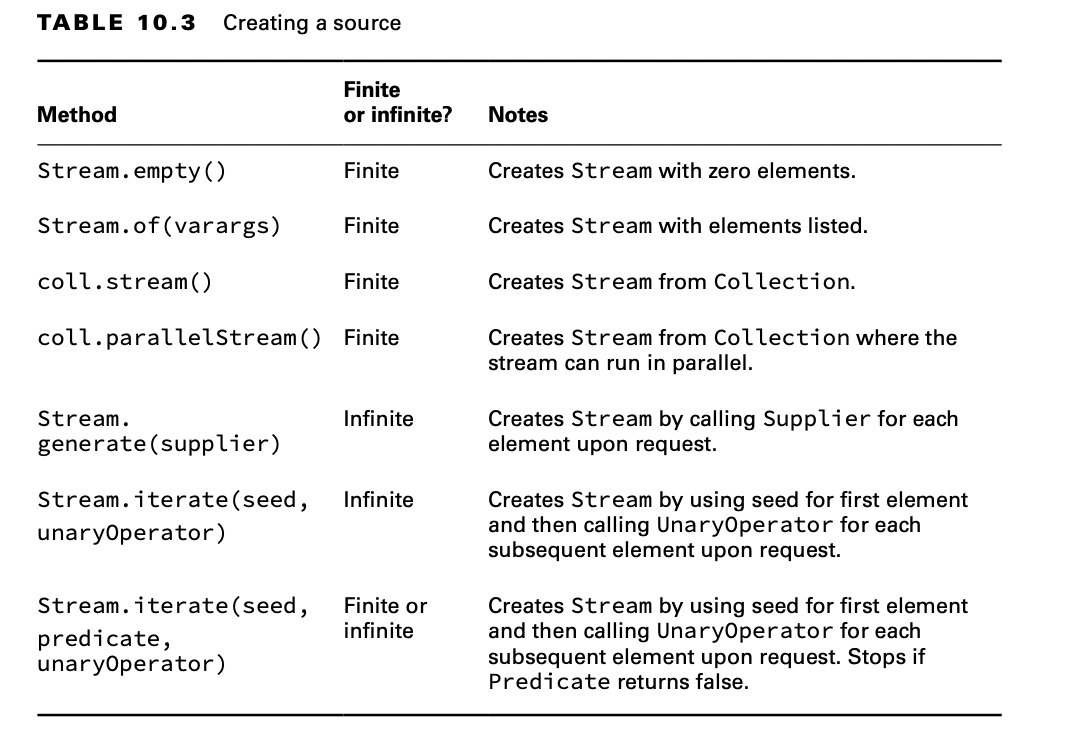 TABLE 10.3 Creating a source
Method Finite or infinite? Notes
Stream.empty() Finite Creates Stream with zero elements.
Stream.of(varargs) Finite Creates Stream with elements listed.
coll.stream() Finite Creates Stream from Collection.
coll.parallelStream() Finite Creates Stream from Collection where the
stream can run in parallel.
Stream. Infinite Creates Stream by calling Supplier for each
generate(supplier) element upon request.
Stream.iterate(seed, Infinite Creates Stream by using seed for first element
unaryOperator) and then calling UnaryOperator for each
subsequent element upon request.
Stream.iterate(seed, Finite or Creates Stream by using seed for first element
predicate, infinite and then calling UnaryOperator for each
unaryOperator) subsequent element upon request. Stops if
Predicate returns false.